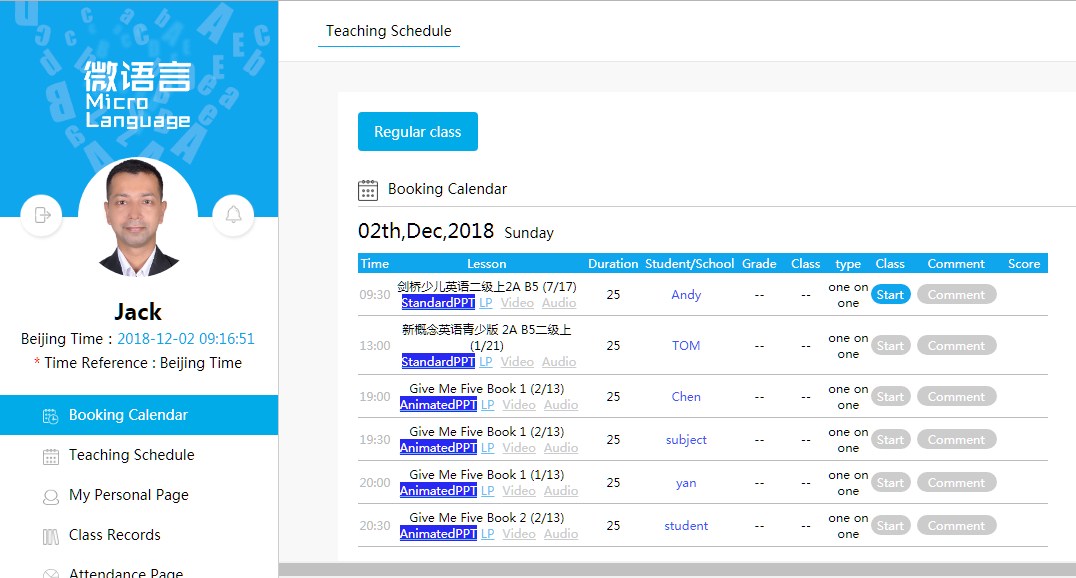 Teaching Schedule
微语言
Micro
Language
Jack
Beijing Time : 2018-12-02 09:16:51
* Time Reference : Beijing Time
Booking Calendar
Teaching Schedule
My Personal Page
Class Records
Attendance Page
Regular class
Booking Calendar
02th,Dec,2018 Sunday
Time Lesson Duration Student/School Grade Class type Class Comment Score
09:30 剑桥少儿英语二级上2A B5 (7/17) 25 Andy -- -- one on one Start Comment
StandardPPT LP Video Audio
13:00 新概念英语青少版 2A B5二级上 (1/21) 25 TOM -- -- one on one Start Comment
StandardPPT LP Video Audio
19:00 Give Me Five Book 1 (2/13) 25 Chen -- -- one on one Start Comment
AnimatedPPT LP Video Audio
19:30 Give Me Five Book 1 (2/13) 25 subject -- -- one on one Start Comment
AnimatedPPT LP Video Audio
20:00 Give Me Five Book 1 (1/13) 25 yan -- -- one on one Start Comment
AnimatedPPT LP Video Audio
20:30 Give Me Five Book 2 (2/13) 25 student -- -- one on one Start Comment
AnimatedPPT LP Video Audio